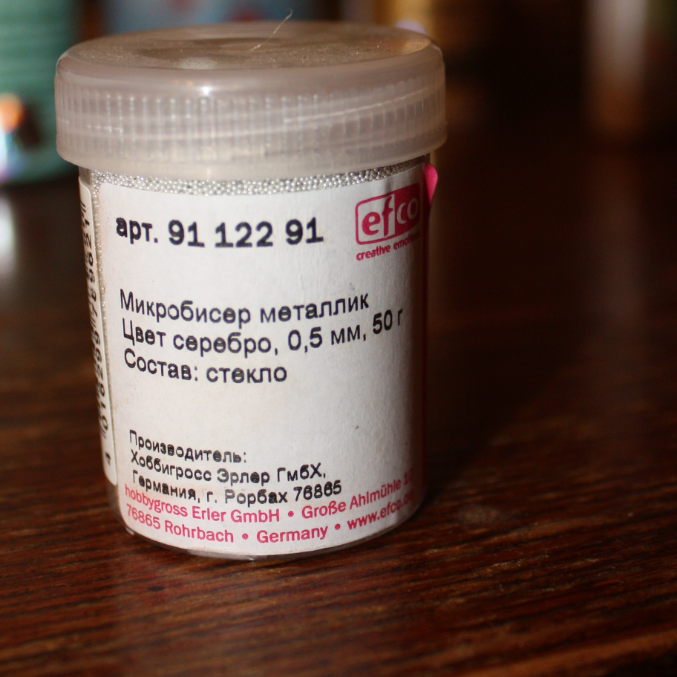 арт. 91 122 91
efco
creative
Микробисер металлик
Цвет серебро, 0,5 мм, 50 г
Состав: стекло
Производитель:
Хоббигросс Эрлер ГмбХ,
Германия, г. Рорбах 76865
hobbygross Erler GmbH • Große Ahlmühle
76865 Rohrbach • Germany • www.efco.